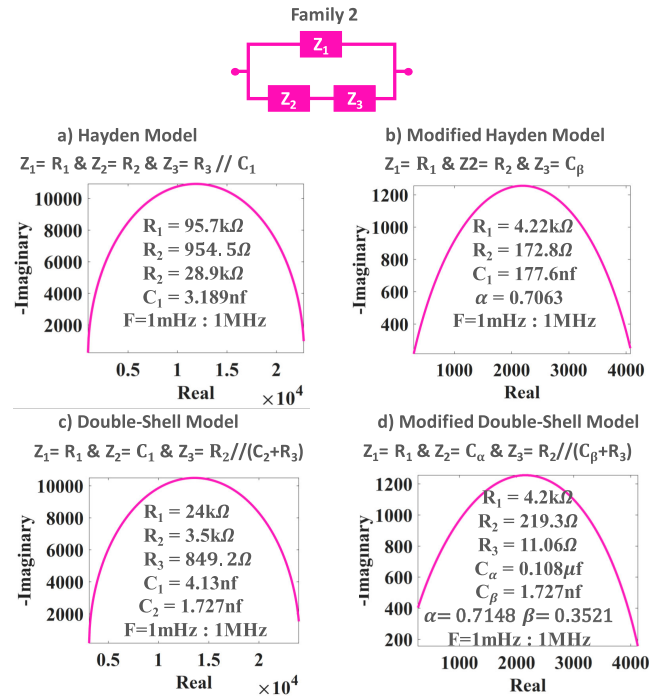 Family 2
Z₁
Z₂ Z₃
a) Hayden Model
Z₁= R₁ & Z₂= R₂ & Z₃= R₃ // C₁
10000
8000
6000
4000
2000
-Imaginary
R₁ = 95.7kΩ
R₂ = 954.5Ω
R₂ = 28.9kΩ
C₁ = 3.189nf
F=1mHz : 1MHz
0.5 1 1.5 2
Real
×10⁴
b) Modified Hayden Model
Z₁= R₁ & Z2= R₂ & Z₃= Cᵦ
1200
1000
800
600
400
-Imaginary
R₁ = 4.22kΩ
R₂ = 172.8Ω
C₁ = 177.6nf
α = 0.7063
F=1mHz : 1MHz
1000 2000 3000 4000
Real
c) Double-Shell Model
Z₁= R₁ & Z₂= C₁ & Z₃= R₂//(C₂+R₃)
10000
8000
6000
4000
2000
-Imaginary
R₁ = 24kΩ
R₂ = 3.5kΩ
R₃ = 849.2Ω
C₁ = 4.13nf
C₂ = 1.727nf
F=1mHz : 1MHz
0.5 1 1.5 2
Real
×10⁴
d) Modified Double-Shell Model
Z₁= R₁ & Z₂= Cα & Z₃= R₂//(Cᵦ+R₃)
1200
1000
800
600
400
200
-Imaginary
R₁ = 4.2kΩ
R₂ = 219.3Ω
R₃ = 11.06Ω
Cα = 0.108μf
Cᵦ = 1.727nf
α= 0.7148 β= 0.3521
F=1mHz : 1MHz
1000 2000 3000 4000
Real